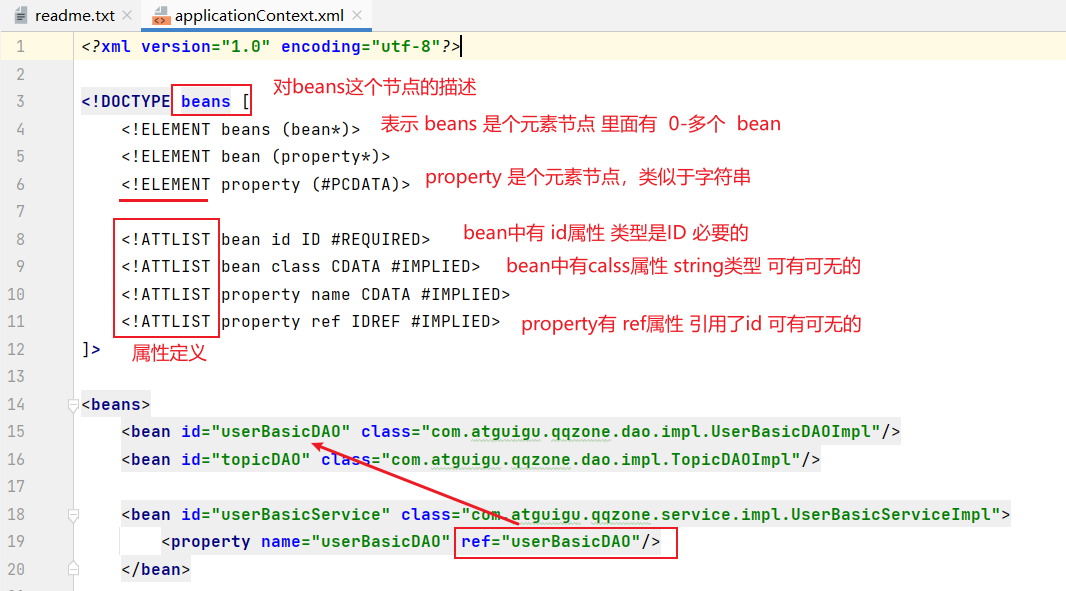 readme.txt applicationContext.xml
1 <?xml version="1.0" encoding="utf-8"?>
2
3 <!DOCTYPE beans [ 对beans这个节点的描述
4 <!ELEMENT beans (bean*)> 表示 beans 是个元素节点 里面有 0-多个 bean
5 <!ELEMENT bean (property*)>
6 <!ELEMENT property (#PCDATA)> property 是个元素节点，类似于字符串
7
8 <!ATTLIST bean id ID #REQUIRED> bean中有 id属性 类型是ID 必要的
9 <!ATTLIST bean class CDATA #IMPLIED> bean中有calss属性 string类型 可有可无的
10 <!ATTLIST property name CDATA #IMPLIED>
11 <!ATTLIST property ref IDREF #IMPLIED> property有 ref属性 引用了id 可有可无的
12 ]> 属性定义
13
14 <beans>
15 <bean id="userBasicDAO" class="com.atguigu.qqzone.dao.impl.UserBasicDAOImpl"/>
16 <bean id="topicDAO" class="com.atguigu.qqzone.dao.impl.TopicDAOImpl"/>
17
18 <bean id="userBasicService" class="com.atguigu.qqzone.service.impl.UserBasicServiceImpl">
19 <property name="userBasicDAO" ref="userBasicDAO"/>
20 </bean>